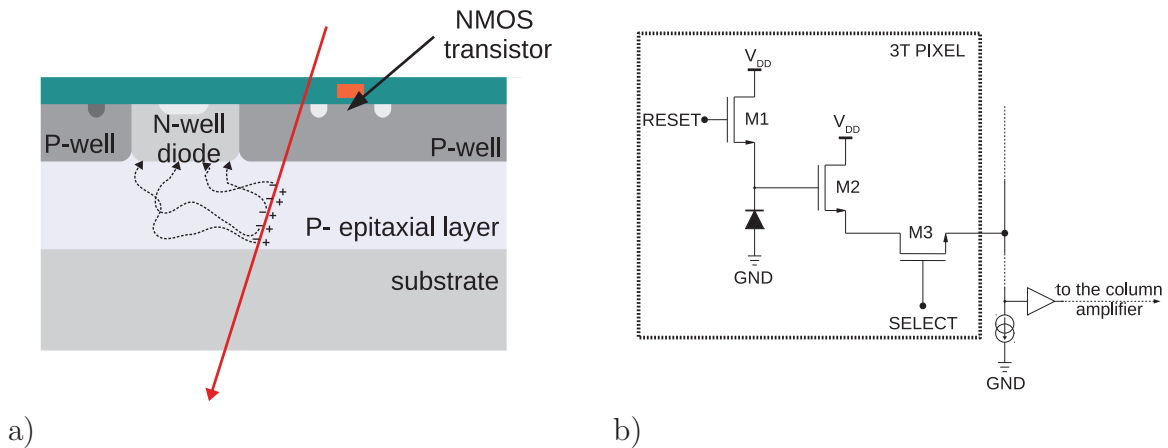 NMOS
transistor
P-well
N-well
diode
P-well
P- epitaxial layer
substrate
a)
3T PIXEL
VDD
RESET
M1
VDD
M2
M3
GND
SELECT
to the column
amplifier
GND
b)